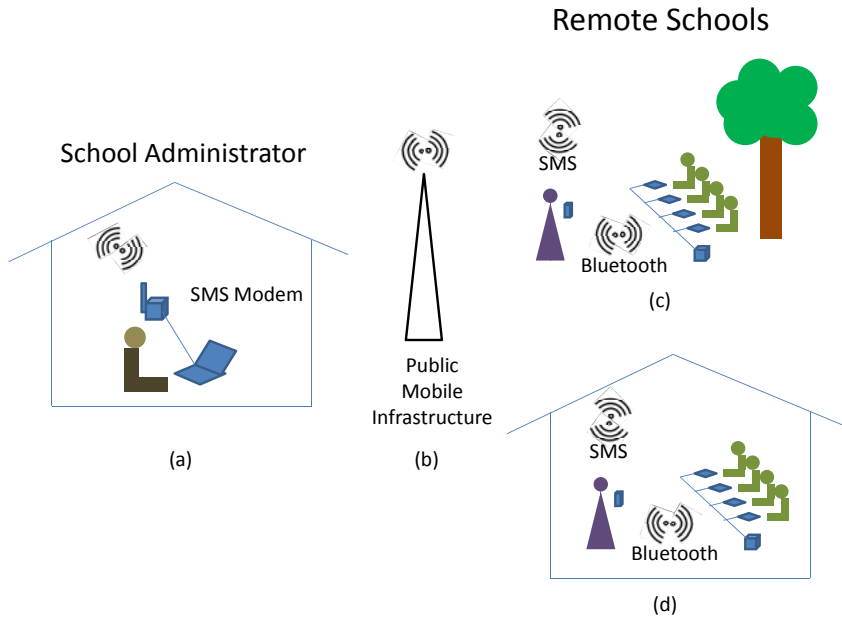 Remote Schools
School Administrator
SMS
SMS Modem
Bluetooth
(c)
Public
Mobile
Infrastructure
(a)
(b)
SMS
Bluetooth
(d)